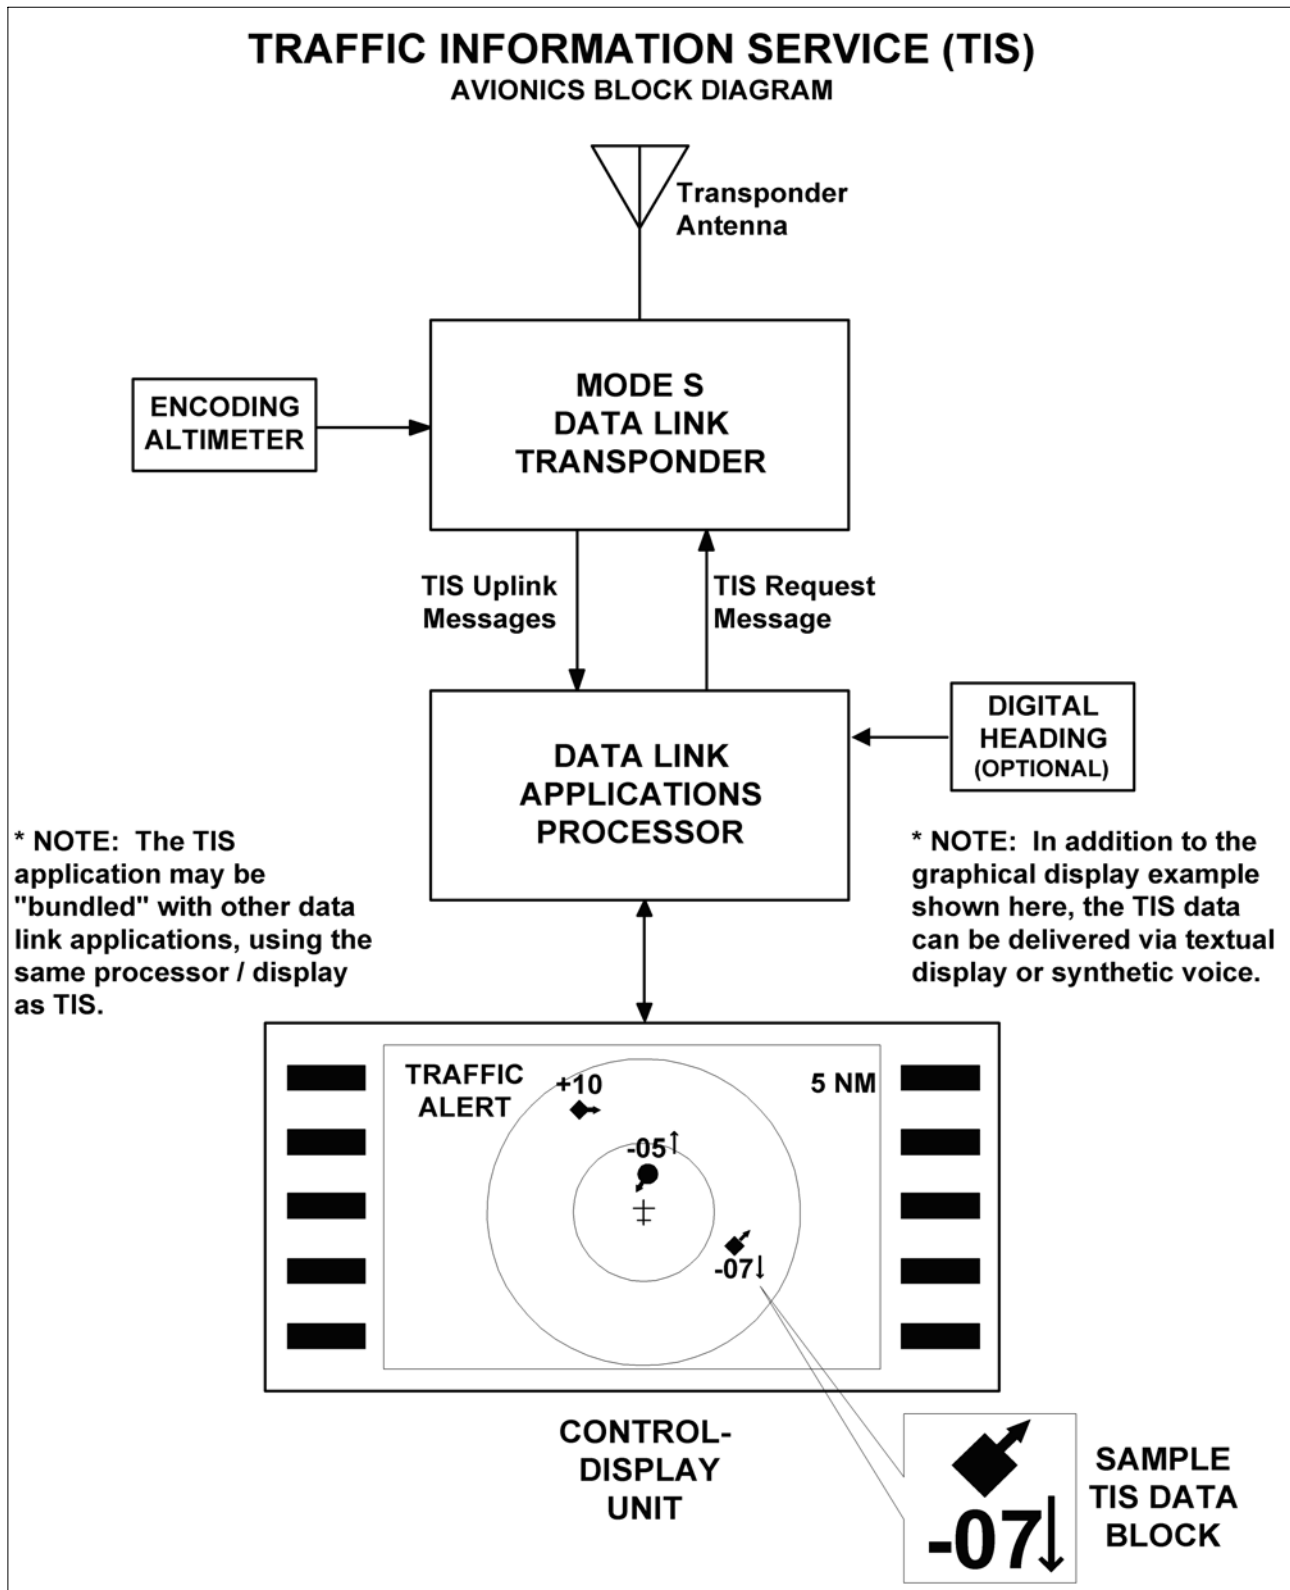 TRAFFIC INFORMATION SERVICE (TIS)
AVIONICS BLOCK DIAGRAM
Transponder
Antenna
MODE S
DATA LINK
TRANSPONDER
ENCODING
ALTIMETER
TIS Uplink
Messages
TIS Request
Message
DIGITAL
HEADING
(OPTIONAL)
DATA LINK
APPLICATIONS
PROCESSOR
* NOTE: The TIS
application may be
"bundled" with other data
link applications, using the
same processor / display
as TIS.
* NOTE: In addition to the
graphical display example
shown here, the TIS data
can be delivered via textual
display or synthetic voice.
TRAFFIC
ALERT
+10
5 NM
-05↑
-07↓
CONTROL-
DISPLAY
UNIT
-07↓
SAMPLE
TIS DATA
BLOCK